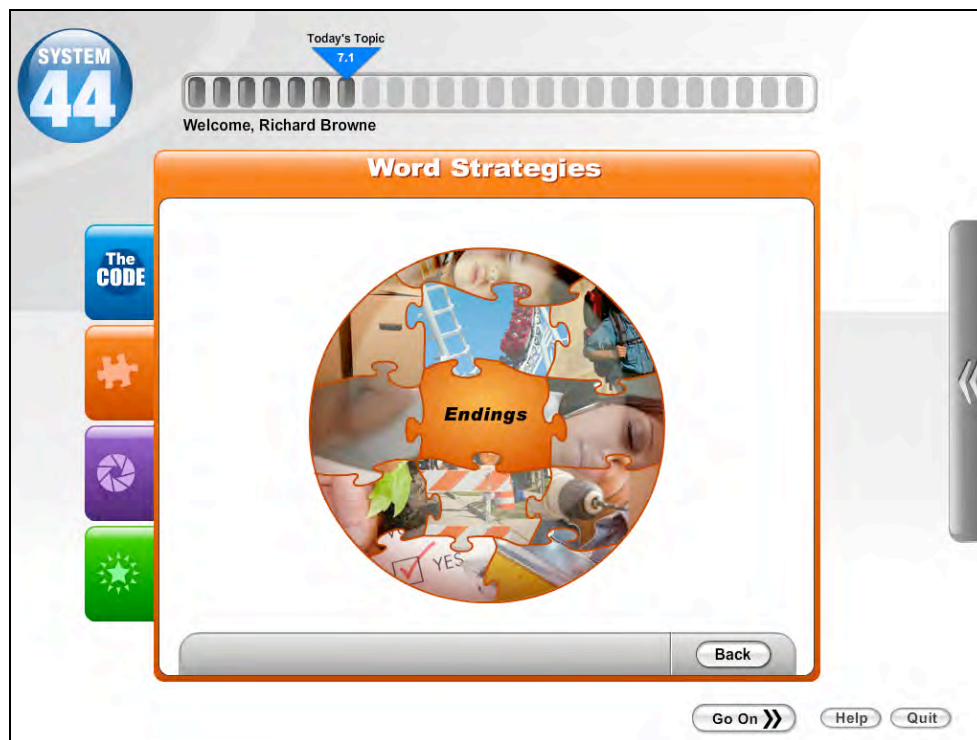 Today's Topic
7.1
SYSTEM
44
Welcome, Richard Browne
Word Strategies
The
CODE
Endings
YES
Back
Go On
Help
Quit